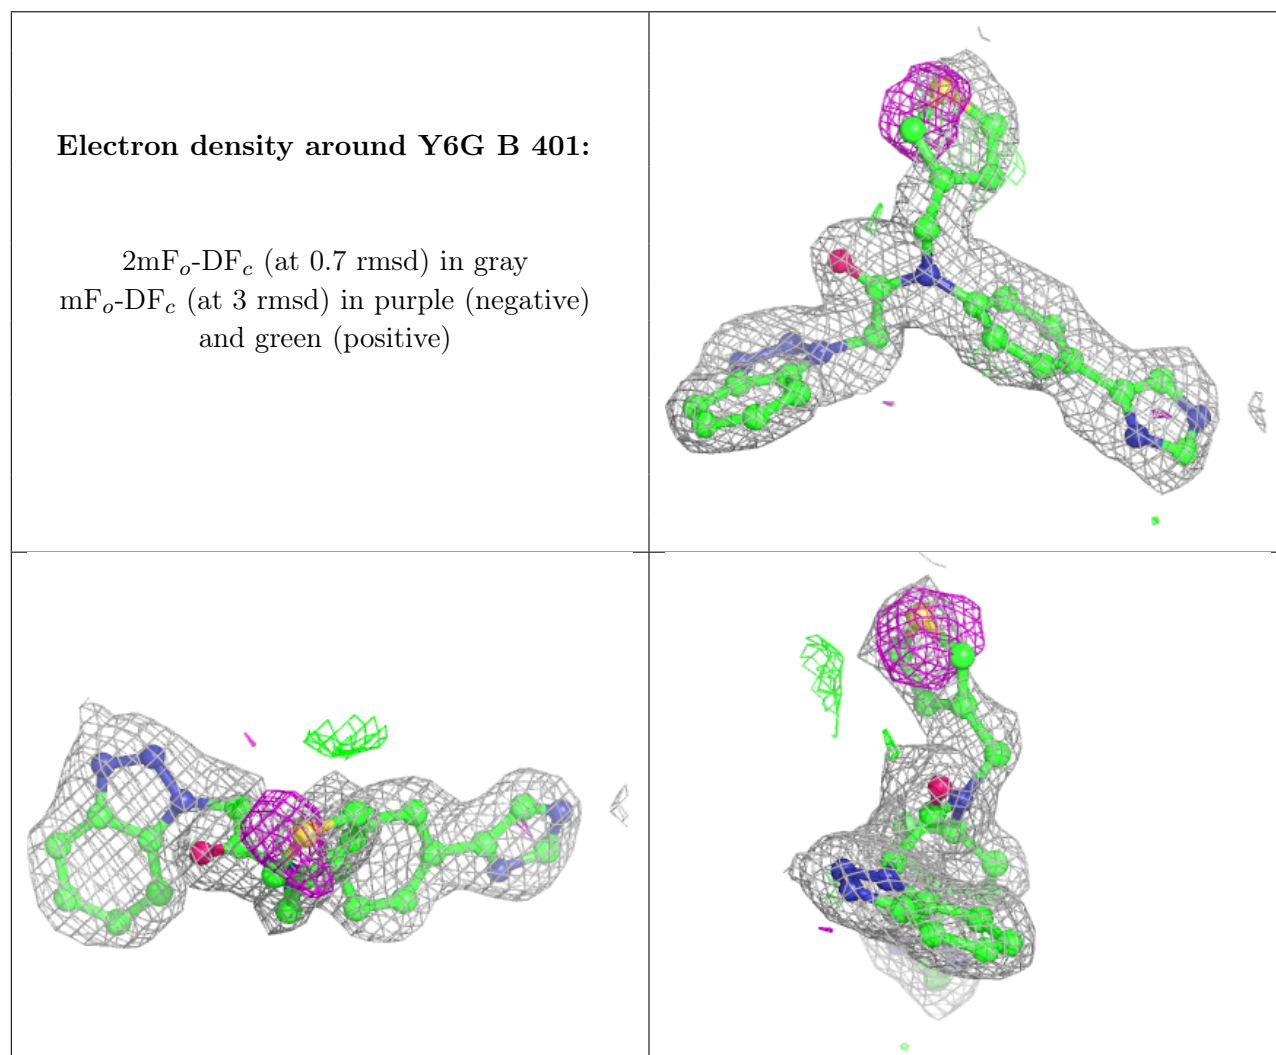 Electron density around Y6G B 401:
2mFo-DFc (at 0.7 rmsd) in gray
mFo-DFc (at 3 rmsd) in purple (negative)
and green (positive)